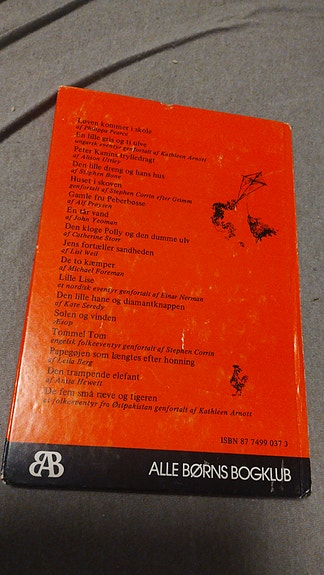 Løven kommer i skole
af Philippa Pearce
En lille gris og ti ulve
ungarsk eventyr genfortalt af Kathleen Arnott
Peter Kanins trylledragt
af Alison Uttley
Den lille dreng og hans hus
af Stephen Bone
Huset i skoven
genfortalt af Stephen Corrin efter Grimm
Gamle fru Peberbøsse
af Alf Prøysen
En tår vand
af John Yeoman
Den kloge Polly og den dumme ulv
af Catherine Storr
Jens fortæller sandheden
af Lisl Weil
De to kæmper
af Michael Foreman
Lille Lise
et nordisk eventyr genfortalt af Einar Norman
Den lille hane og diamantknappen
af Kate Seredy
Solen og vinden
Æsop
Tommel Tom
engelsk folkeeventyr genfortalt af Stephen Corrin
Papegøjen som længtes efter honning
af Leila Berg
Den trampende elefant
af Anita Hewett
De fem små ræve og tigeren
et folkeeventyr fra Østpakistan genfortalt af Kathleen Arnott
ISBN 87 7499 037 3
ABB
ALLE BØRNS BOGKLUB